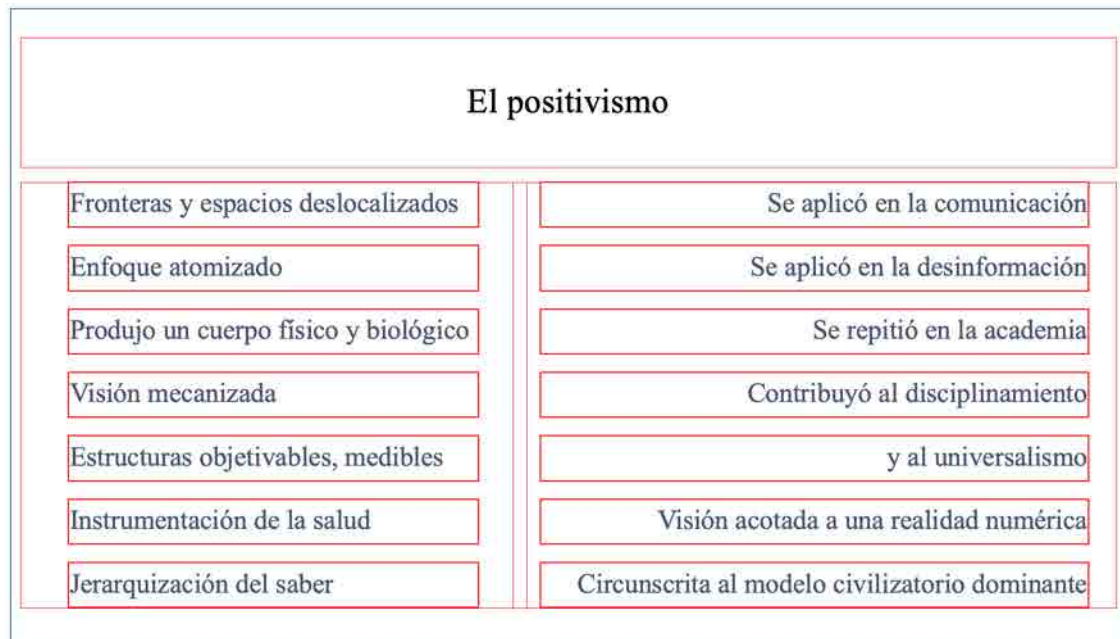 El positivismo
Fronteras y espacios deslocalizados
Enfoque atomizado
Produjo un cuerpo físico y biológico
Visión mecanizada
Estructuras objetivables, medibles
Instrumentación de la salud
Jerarquización del saber
Se aplicó en la comunicación
Se aplicó en la desinformación
Se repitió en la academia
Contribuyó al disciplinamiento
y al universalismo
Visión acotada a una realidad numérica
Circunscrita al modelo civilizatorio dominante